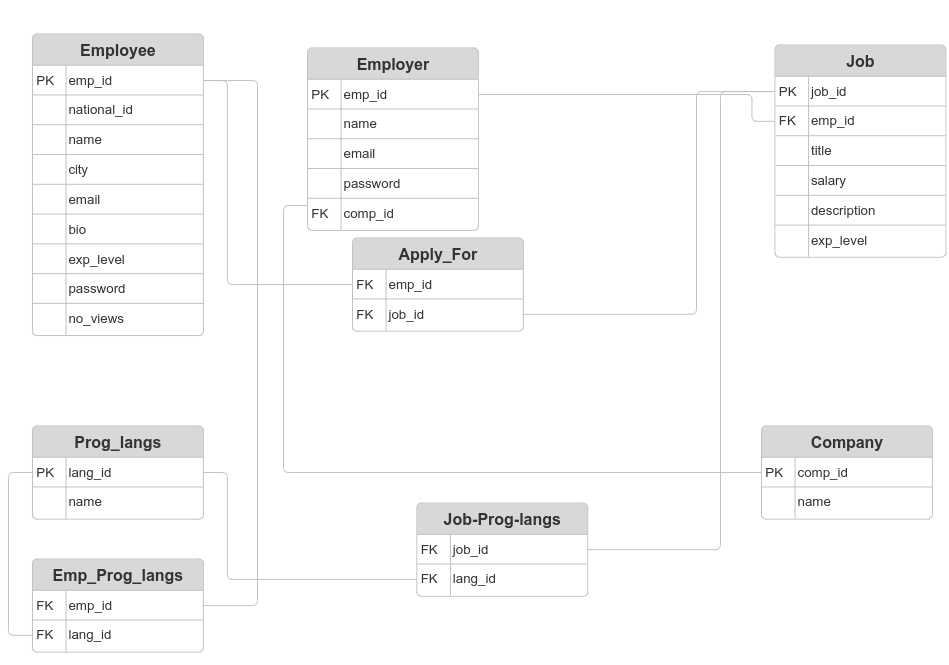 Employee
PK emp_id
national_id
name
city
email
bio
exp_level
password
no_views
Employer
PK emp_id
name
email
password
FK comp_id
Job
PK job_id
FK emp_id
title
salary
description
exp_level
Apply_For
FK emp_id
FK job_id
Prog_langs
PK lang_id
name
Company
PK comp_id
name
Job-Prog-langs
FK job_id
FK lang_id
Emp_Prog_langs
FK emp_id
FK lang_id